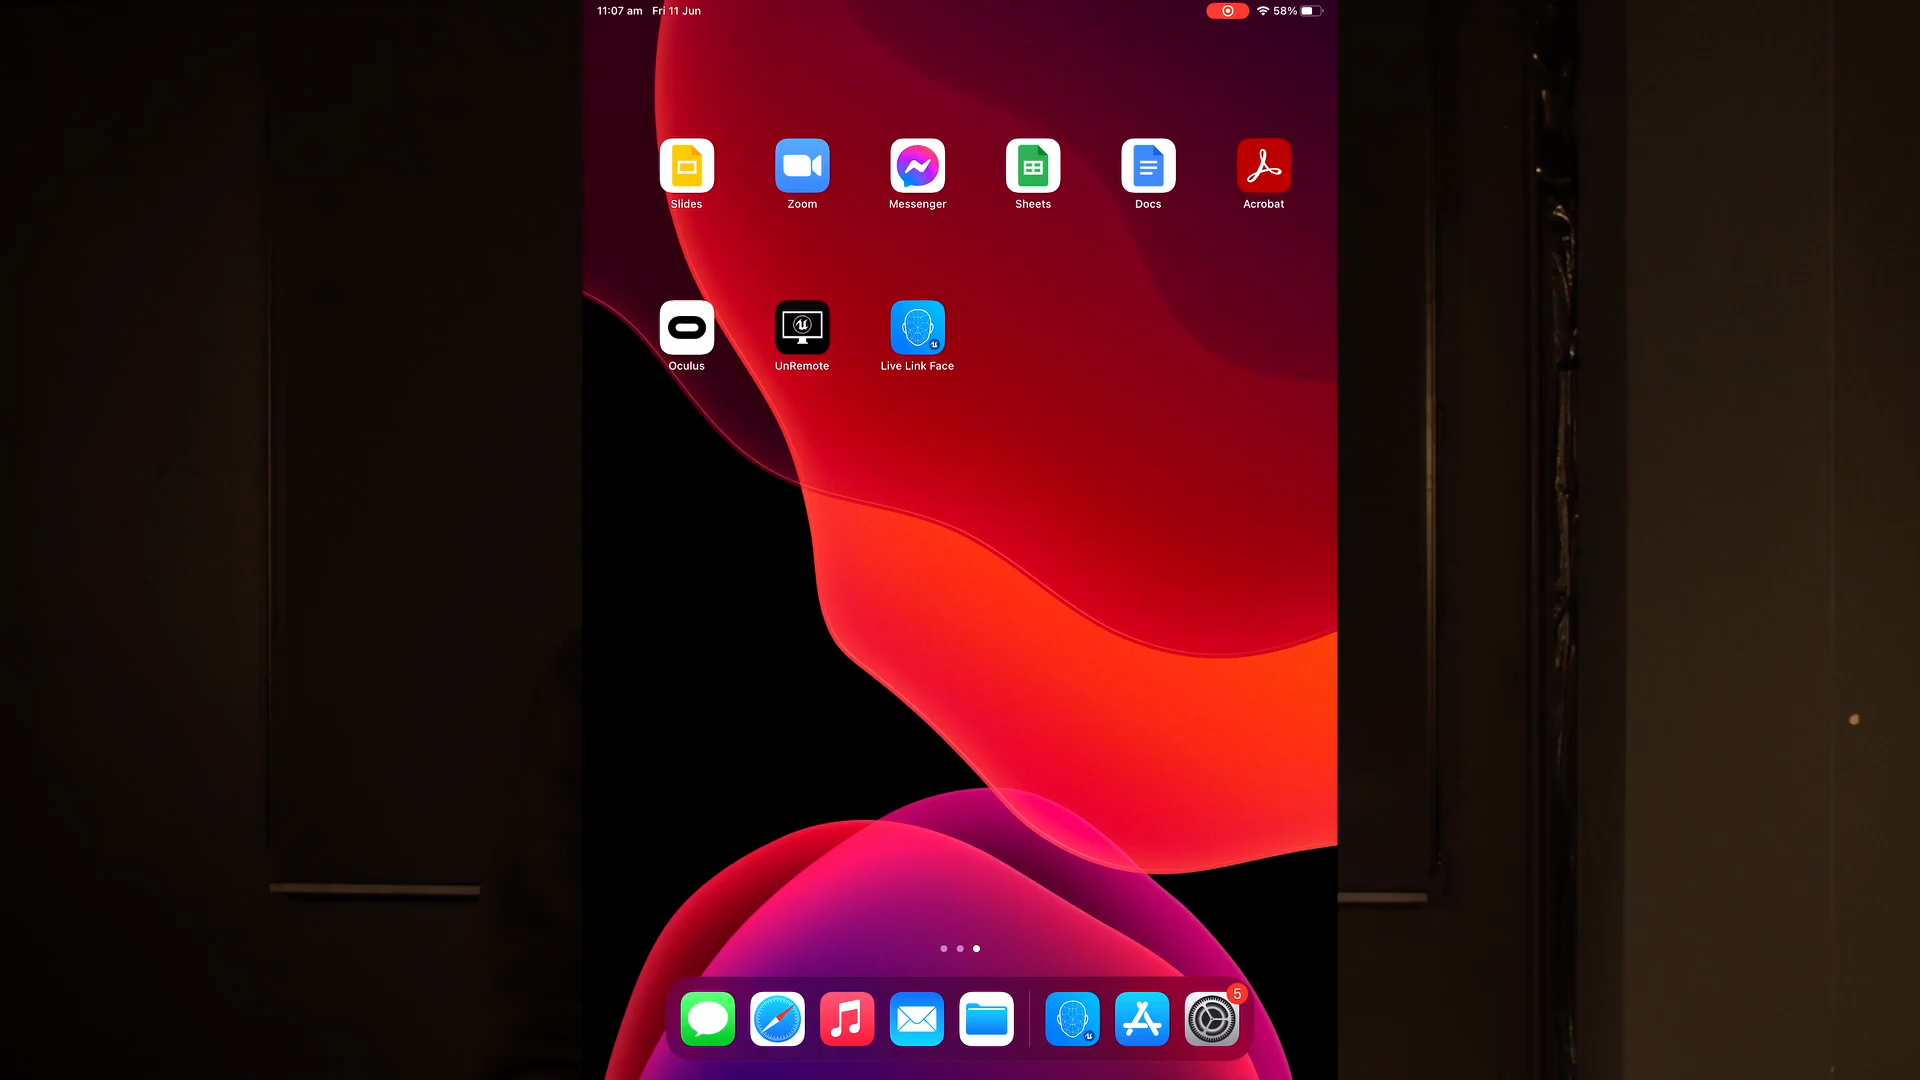 11:07 am Fri 11 Jun 58%
Slides Zoom Messenger Sheets Docs Acrobat
Oculus UnRemote Live Link Face
5